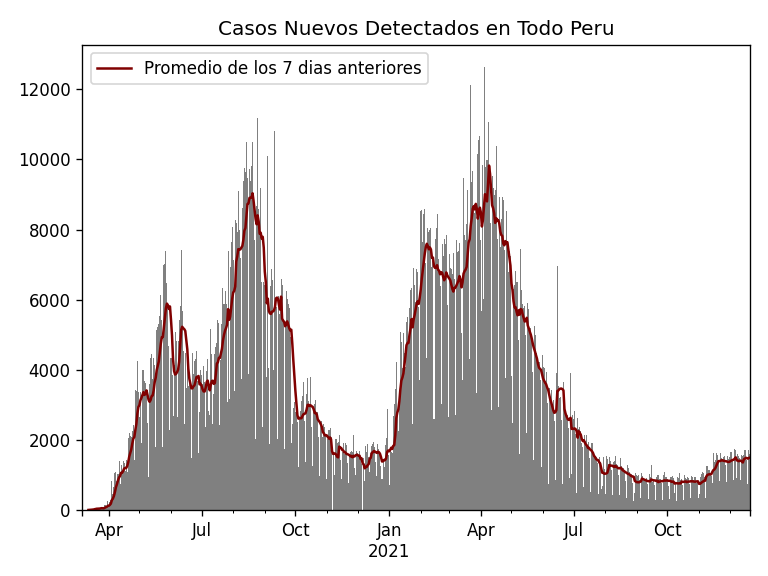 Casos Nuevos Detectados en Todo Peru
Promedio de los 7 dias anteriores
12000
10000
8000
6000
4000
2000
0
Apr Jul Oct Jan Apr Jul Oct
2021